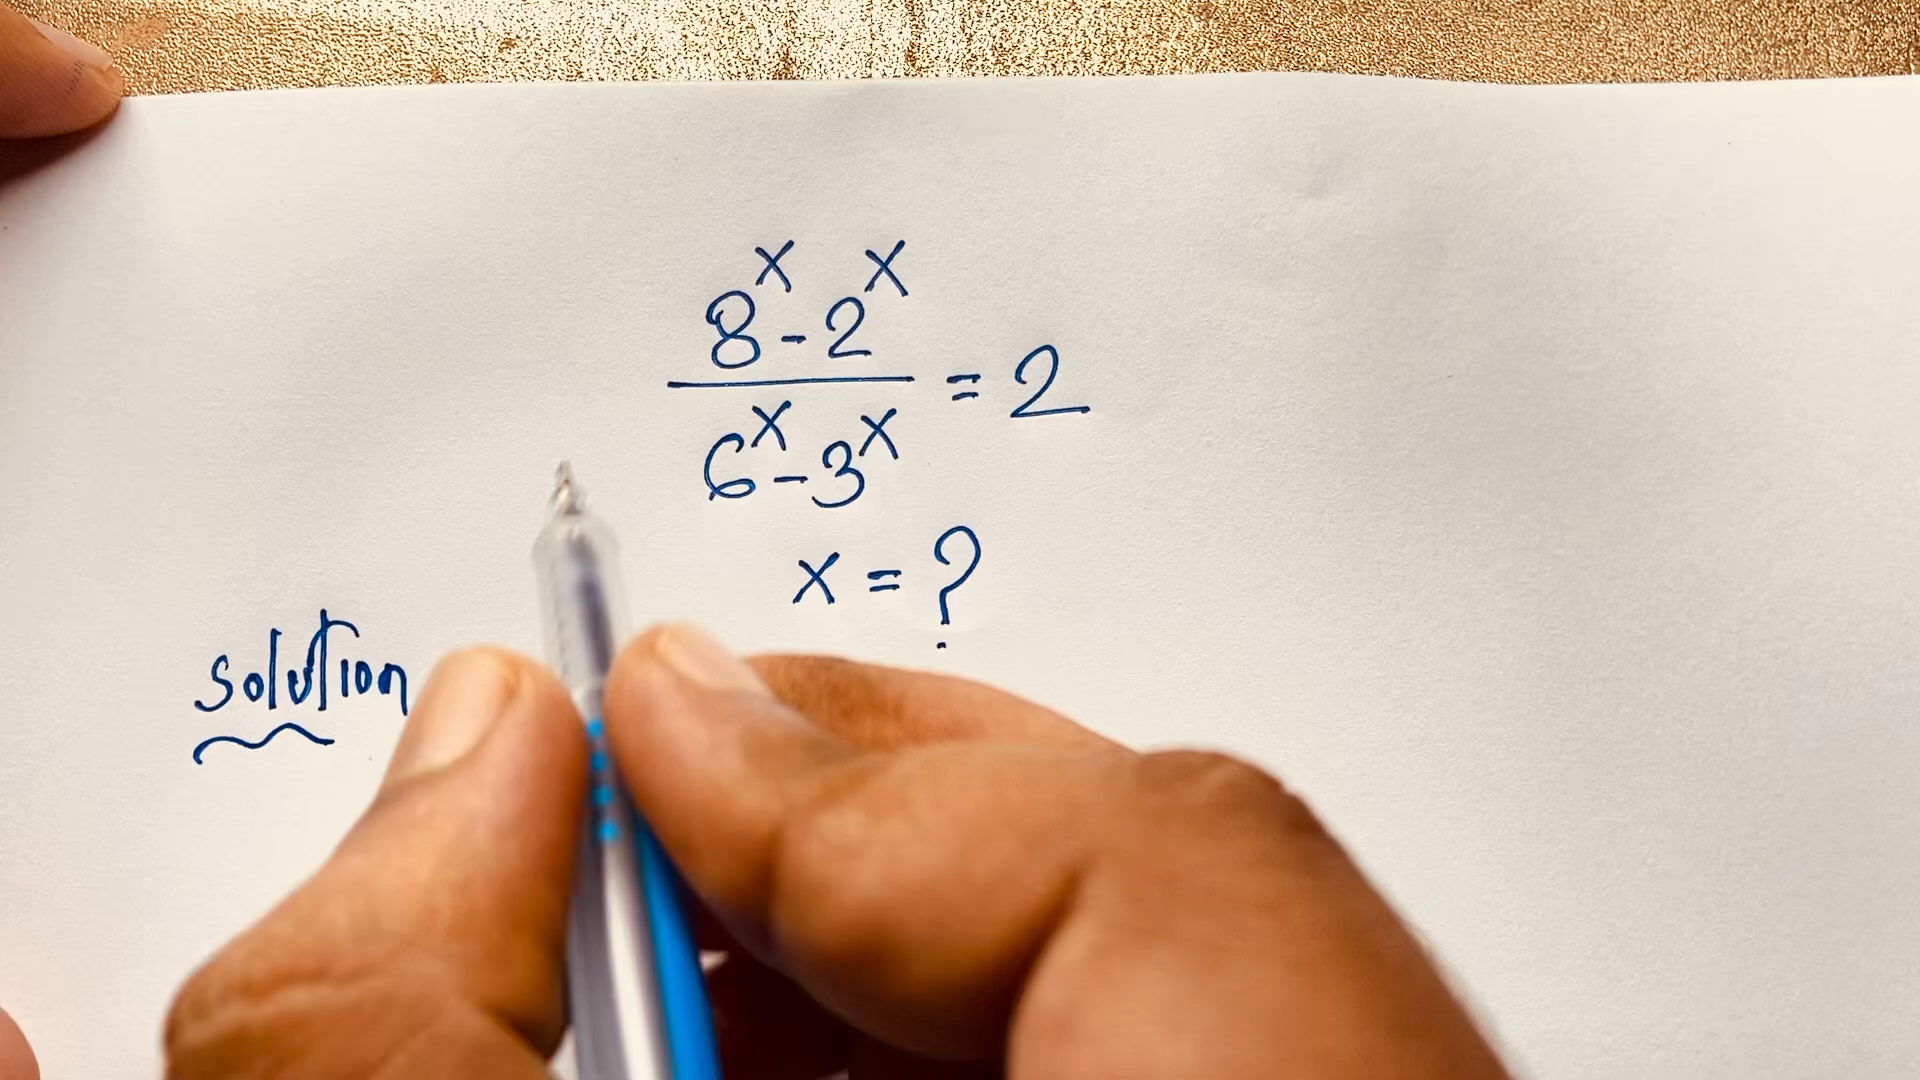 8^x - 2^x
6^x - 3^x
= 2
x = ?
solution